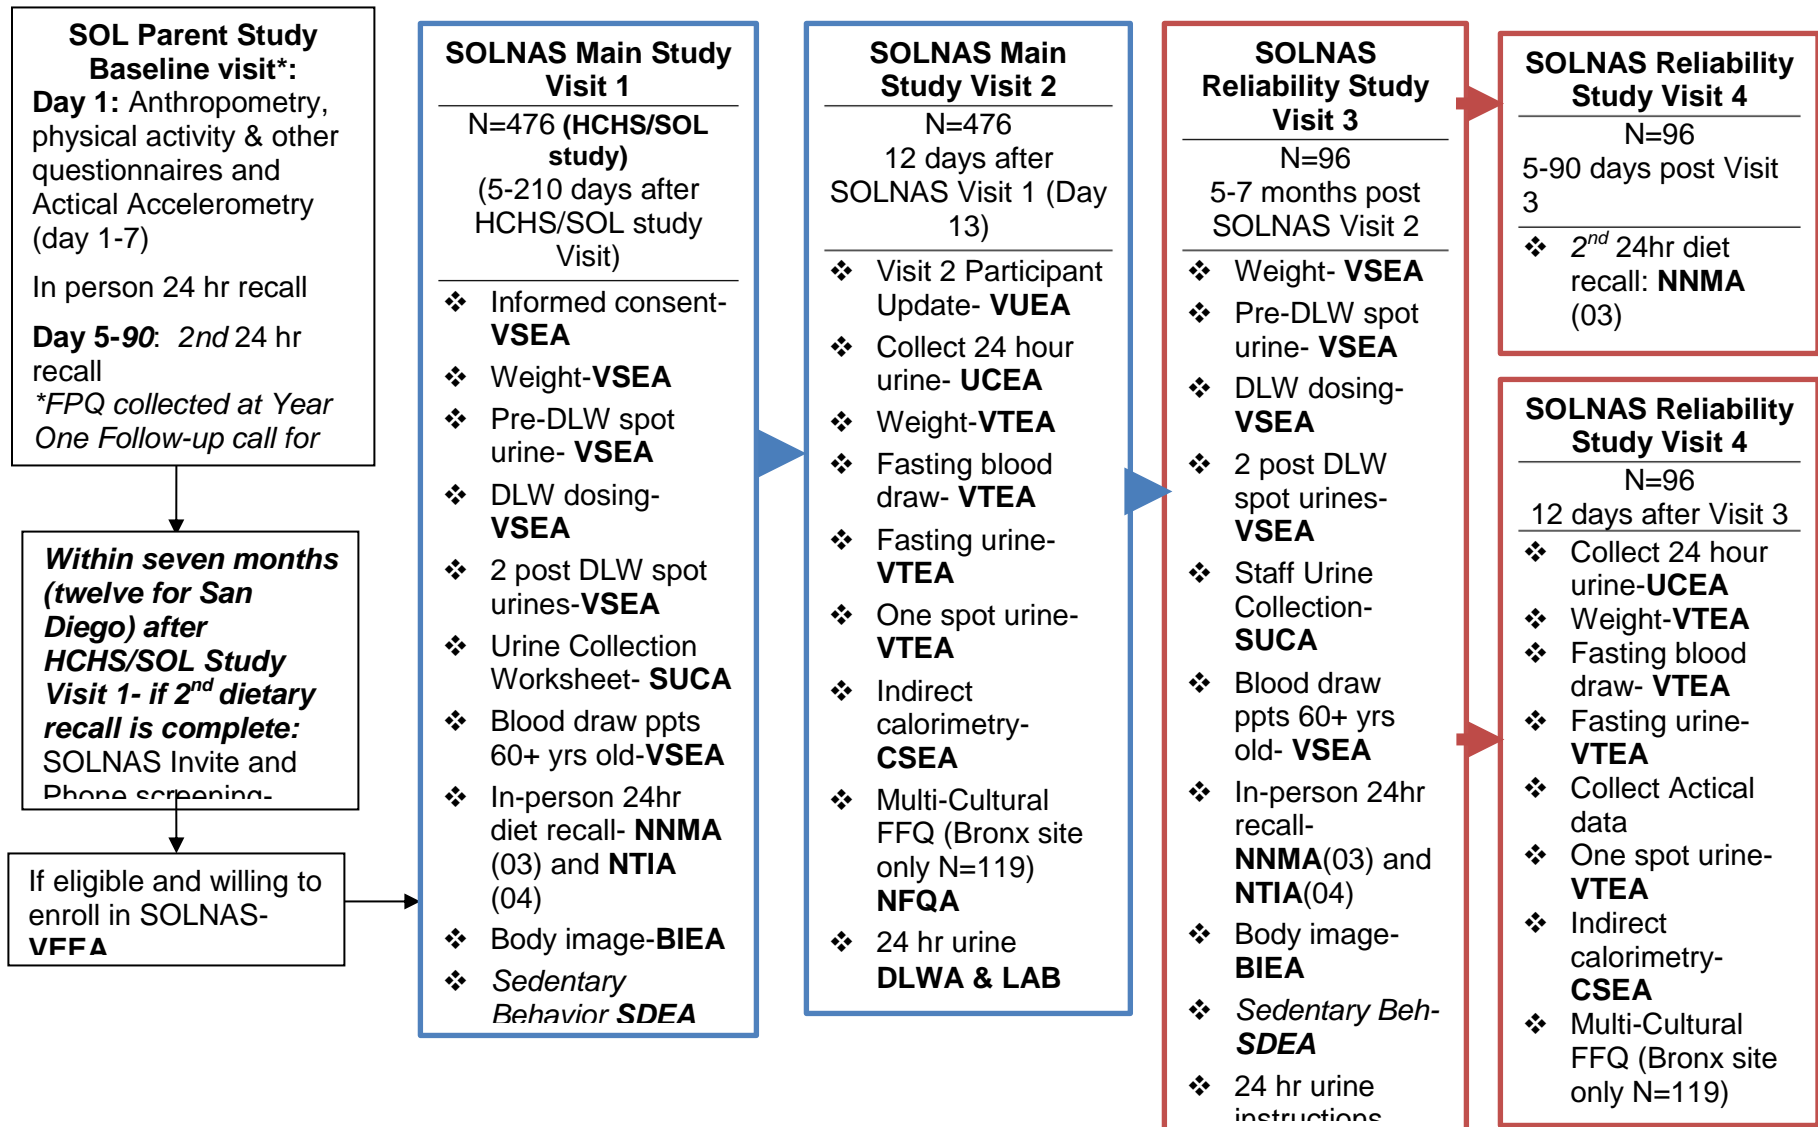 SOL Parent Study
Baseline visit*:
Day 1: Anthropometry,
physical activity & other
questionnaires and
Actical Accelerometry
(day 1-7)
In person 24 hr recall
Day 5-90: 2nd 24 hr
recall
*FPQ collected at Year
One Follow-up call for
Within seven months
(twelve for San
Diego) after
HCHS/SOL Study
Visit 1- if 2nd dietary
recall is complete:
SOLNAS Invite and
Phone screening-
If eligible and willing to
enroll in SOLNAS-
VEEA
SOLNAS Main Study
Visit 1
N=476 (HCHS/SOL
study)
(5-210 days after
HCHS/SOL study
Visit)
❖ Informed consent-
VSEA
❖ Weight-VSEA
❖ Pre-DLW spot
urine- VSEA
❖ DLW dosing-
VSEA
❖ 2 post DLW spot
urines-VSEA
❖ Urine Collection
Worksheet- SUCA
❖ Blood draw ppts
60+ yrs old-VSEA
❖ In-person 24hr
diet recall- NNMA
(03) and NTIA
(04)
❖ Body image-BIEA
❖ Sedentary
Behavior SDEA
SOLNAS Main
Study Visit 2
N=476
12 days after
SOLNAS Visit 1 (Day
13)
❖ Visit 2 Participant
Update- VUEA
❖ Collect 24 hour
urine- UCEA
❖ Weight-VTEA
❖ Fasting blood
draw- VTEA
❖ Fasting urine-
VTEA
❖ One spot urine-
VTEA
❖ Indirect
calorimetry-
CSEA
❖ Multi-Cultural
FFQ (Bronx site
only N=119)
NFQA
❖ 24 hr urine
DLWA & LAB
SOLNAS
Reliability Study
Visit 3
N=96
5-7 months post
SOLNAS Visit 2
❖ Weight- VSEA
❖ Pre-DLW spot
urine- VSEA
❖ DLW dosing-
VSEA
❖ 2 post DLW
spot urines-
VSEA
❖ Staff Urine
Collection-
SUCA
❖ Blood draw
ppts 60+ yrs
old- VSEA
❖ In-person 24hr
recall-
NNMA(03) and
NTIA(04)
❖ Body image-
BIEA
❖ Sedentary Beh-
SDEA
❖ 24 hr urine
instructions
SOLNAS Reliability
Study Visit 4
N=96
5-90 days post Visit
3
❖ 2nd 24hr diet
recall: NNMA
(03)
SOLNAS Reliability
Study Visit 4
N=96
12 days after Visit 3
❖ Collect 24 hour
urine-UCEA
❖ Weight-VTEA
❖ Fasting blood
draw- VTEA
❖ Fasting urine-
VTEA
❖ Collect Actical
data
❖ One spot urine-
VTEA
❖ Indirect
calorimetry-
CSEA
❖ Multi-Cultural
FFQ (Bronx site
only N=119)